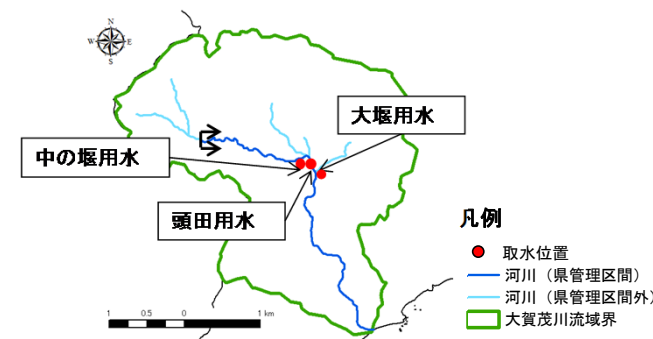 N
W
E
S
大堰用水
中の堰用水
頭田用水
凡例
取水位置
河川（県管理区間）
河川（県管理区間外）
大賀茂川流域界
1 0.5 0 1 km